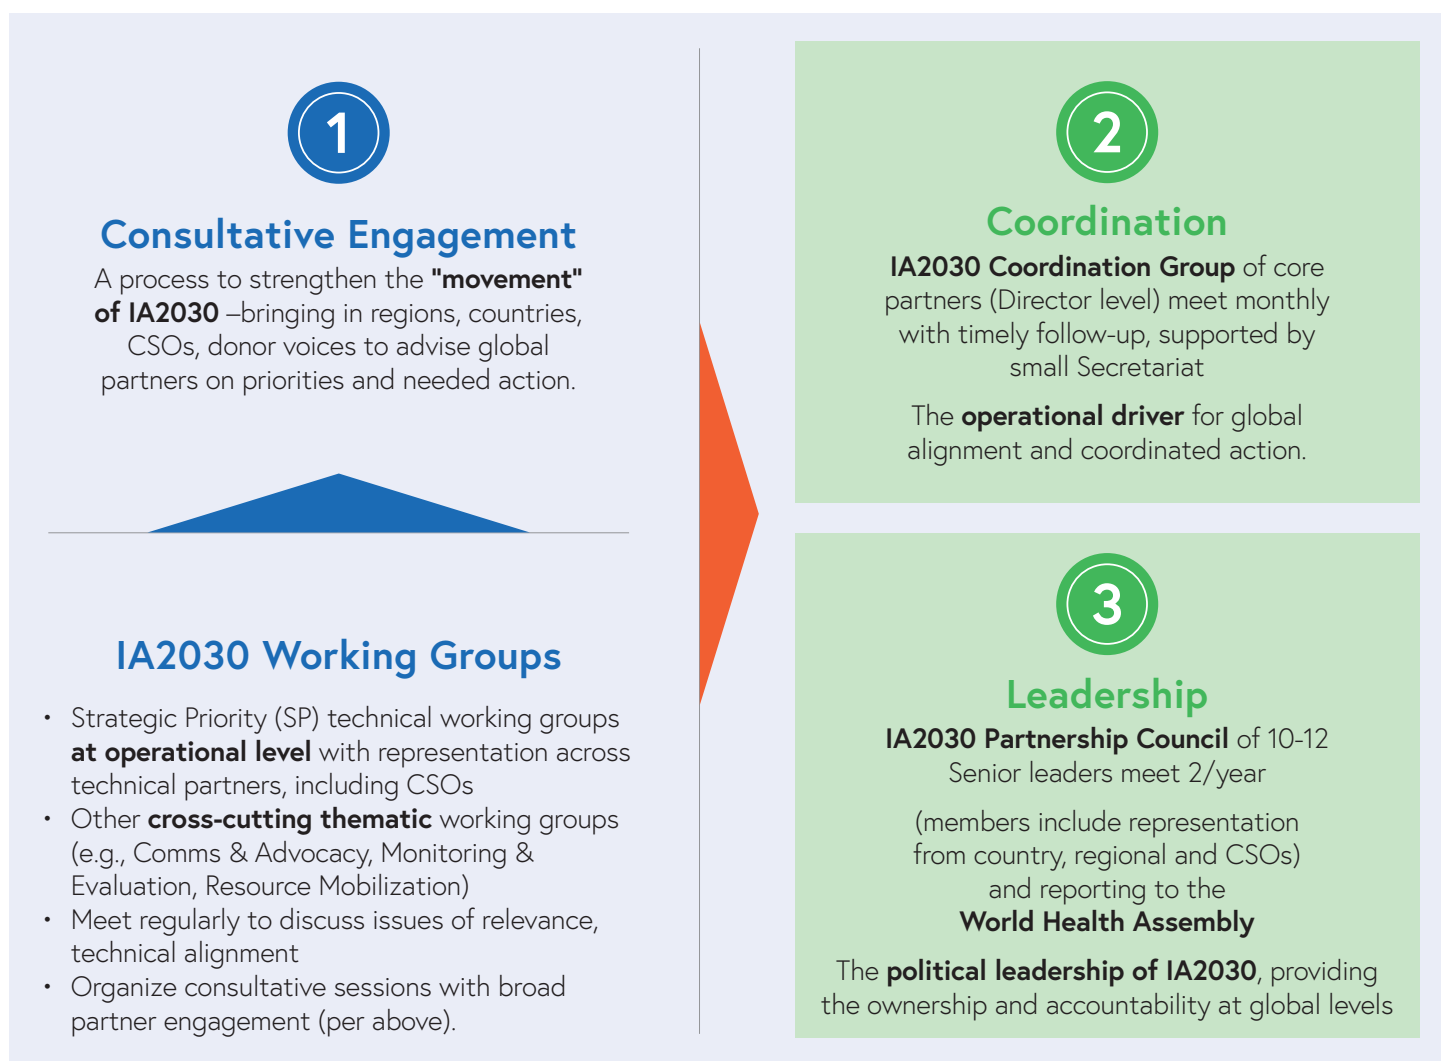 1
Consultative Engagement
A process to strengthen the "movement"
of IA2030 –bringing in regions, countries,
CSOs, donor voices to advise global
partners on priorities and needed action.
IA2030 Working Groups
• Strategic Priority (SP) technical working groups
at operational level with representation across
technical partners, including CSOs
• Other cross-cutting thematic working groups
(e.g., Comms & Advocacy, Monitoring &
Evaluation, Resource Mobilization)
• Meet regularly to discuss issues of relevance,
technical alignment
• Organize consultative sessions with broad
partner engagement (per above).
2
Coordination
IA2030 Coordination Group of core
partners (Director level) meet monthly
with timely follow-up, supported by
small Secretariat
The operational driver for global
alignment and coordinated action.
3
Leadership
IA2030 Partnership Council of 10-12
Senior leaders meet 2/year
(members include representation
from country, regional and CSOs)
and reporting to the
World Health Assembly
The political leadership of IA2030, providing
the ownership and accountability at global levels